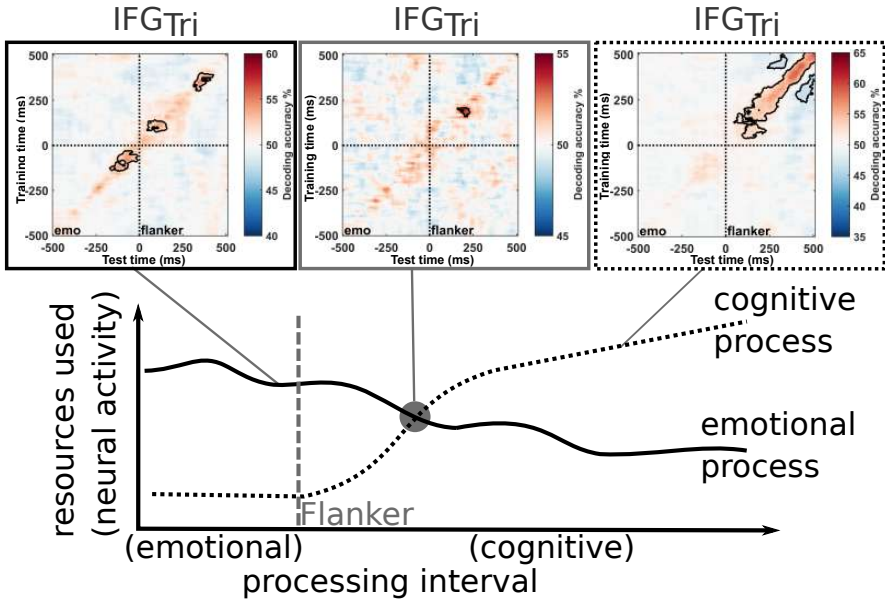 IFGTri
IFGTri
IFGTri
500
250
0
-250
-500
Training time (ms)
emo
flanker
-500 -250 0 250 500
Test time (ms)
60
55
50
45
40
Decoding accuracy %
500
250
0
-250
-500
Training time (ms)
emo
flanker
-500 -250 0 250 500
Test time (ms)
55
50
45
Decoding accuracy %
500
250
0
-250
-500
Training time (ms)
emo
flanker
-500 -250 0 250 500
Test time (ms)
65
60
55
50
45
40
35
Decoding accuracy %
resources used
(neural activity)
cognitive
process
emotional
process
Flanker
(emotional)
(cognitive)
processing interval